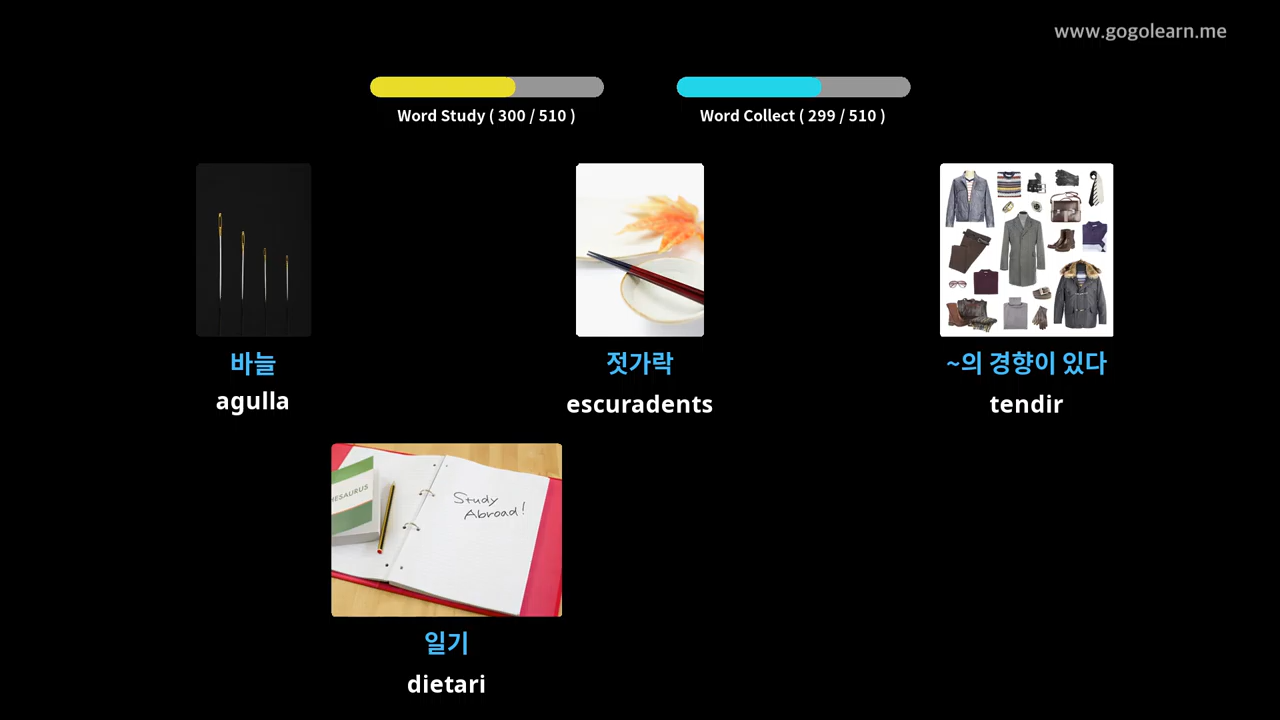 www.gogolearn.me
Word Study ( 300 / 510 )
Word Collect ( 299 / 510 )
바늘
agulla
젓가락
escuradents
~의 경향이 있다
tendir
HESAURUS
Study
Abroad!
일기
dietari